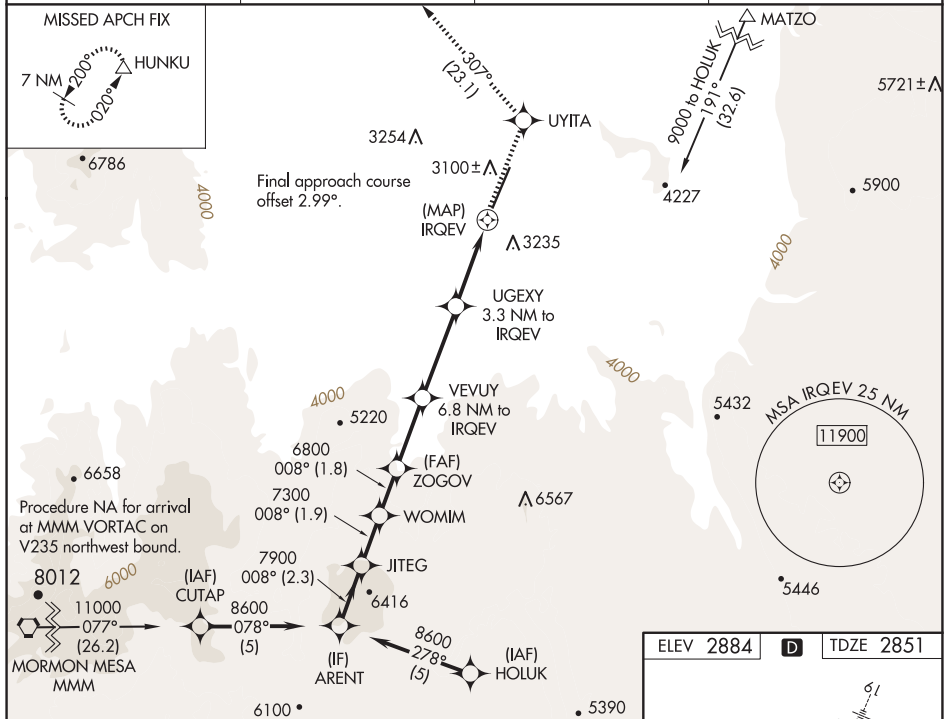 MISSED APCH FIX
HUNKU
7 NM
200°
020°
307°
(23.1)
MATZO
9000 to HOLUK
191°
(32.6)
5721±
UYITA
3254
3100±
6786
4000
Final approach course
offset 2.99°.
4227
5900
(MAP)
IRQEV
3235
4000
UGEXY
3.3 NM to
IRQEV
4000
4000
VEVUY
6.8 NM to
IRQEV
5220
5432
MSA IRQEV 25 NM
11900
6800
008° (1.8)
(FAF)
ZOGOV
6658
7300
008° (1.9)
WOMIM
6567
Procedure NA for arrival
at MMM VORTAC on
V235 northwest bound.
7900
008° (2.3)
JITEG
8012
6000
(IAF)
CUTAP
6416
5446
11000
077°
(26.2)
8600
078°
(5)
8600
278°
(5)
MORMON MESA
MMM
(IF)
ARENT
(IAF)
HOLUK
ELEV 2884
D
TDZE 2851
6100
5390
19